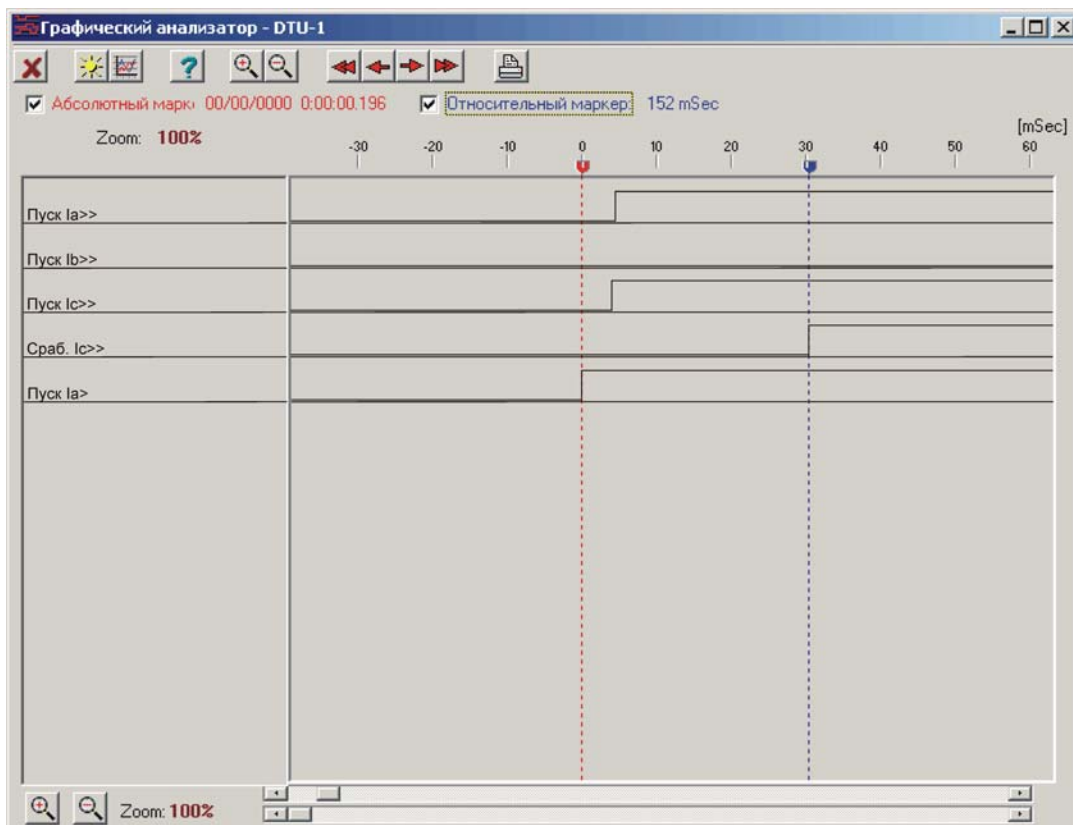 Графический анализатор - DTU-1
Абсолютный марк 00/00/0000 0:00:00.196 Относительный маркер: 152 mSec
Zoom: 100%
[mSec]
-30 -20 -10 0 10 20 30 40 50 60
Пуск Ia>>
Пуск Ib>>
Пуск Ic>>
Сраб. Ic>>
Пуск Ia>
Zoom: 100%